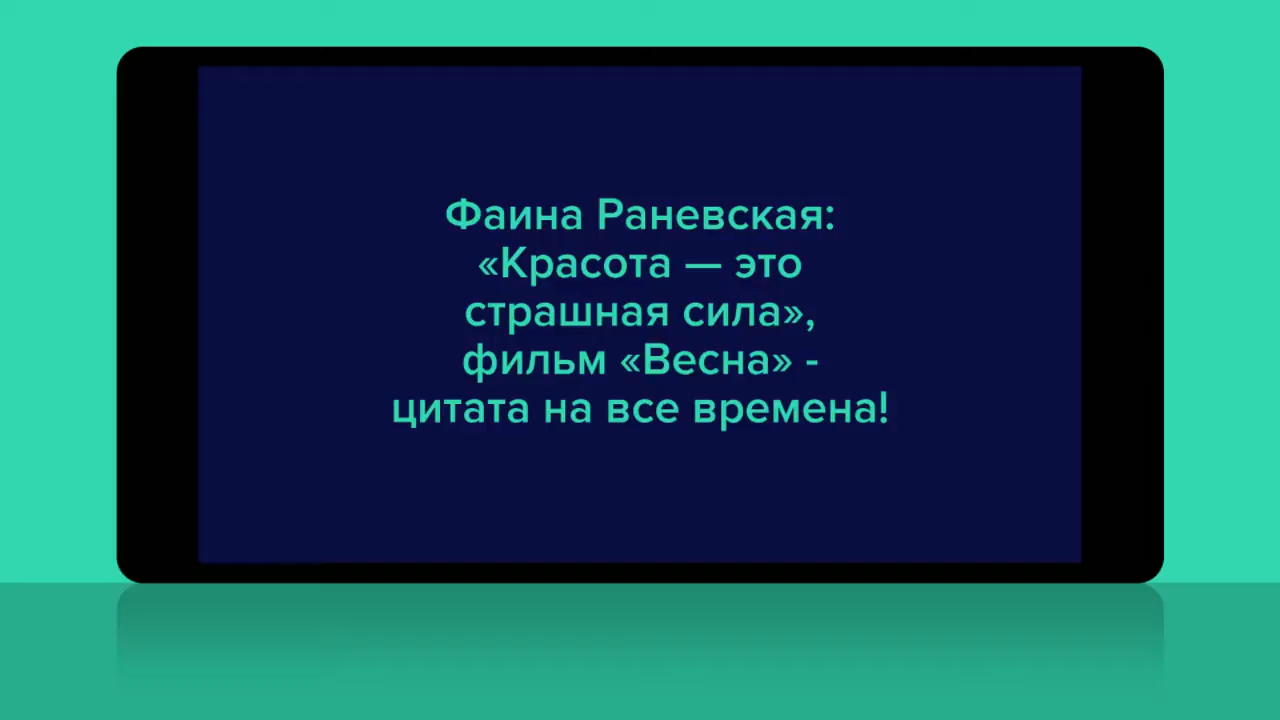 Фаина Раневская:
«Красота — это
страшная сила»,
фильм «Весна» -
цитата на все времена!